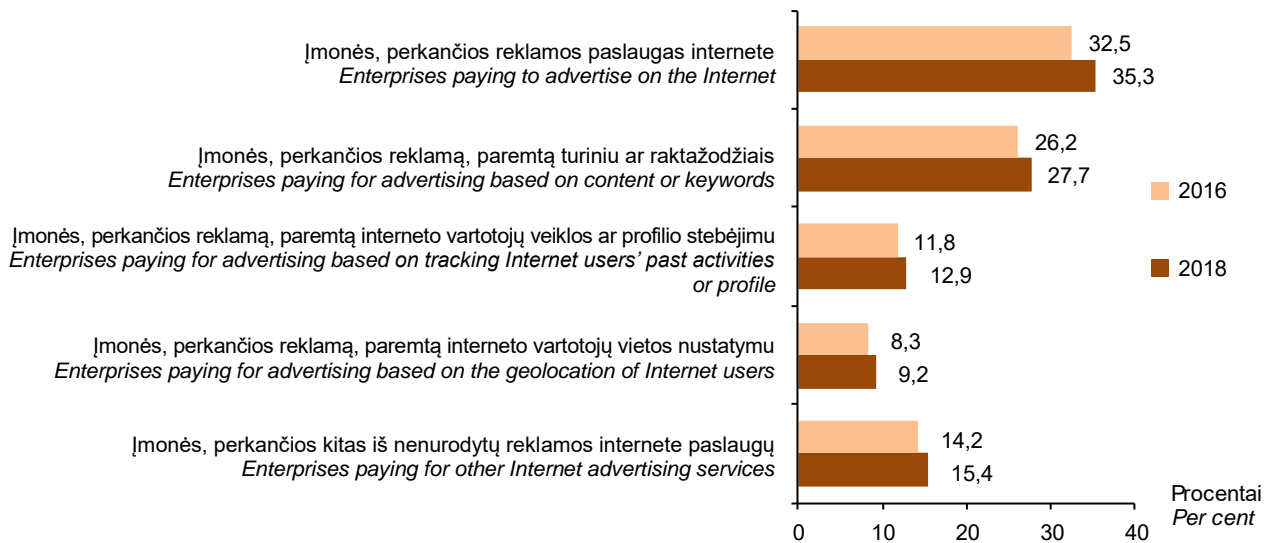 Įmonės, perkančios reklamos paslaugas internete
Enterprises paying to advertise on the Internet
32,5
35,3
Įmonės, perkančios reklamą, paremtą turiniu ar raktažodžiais
Enterprises paying for advertising based on content or keywords
26,2
27,7
Įmonės, perkančios reklamą, paremtą interneto vartotojų veiklos ar profilio stebėjimu
Enterprises paying for advertising based on tracking Internet users’ past activities
or profile
11,8
12,9
Įmonės, perkančios reklamą, paremtą interneto vartotojų vietos nustatymu
Enterprises paying for advertising based on the geolocation of Internet users
8,3
9,2
Įmonės, perkančios kitas iš nenurodytų reklamos internete paslaugų
Enterprises paying for other Internet advertising services
14,2
15,4
2016
2018
0 10 20 30 40
Procentai
Per cent